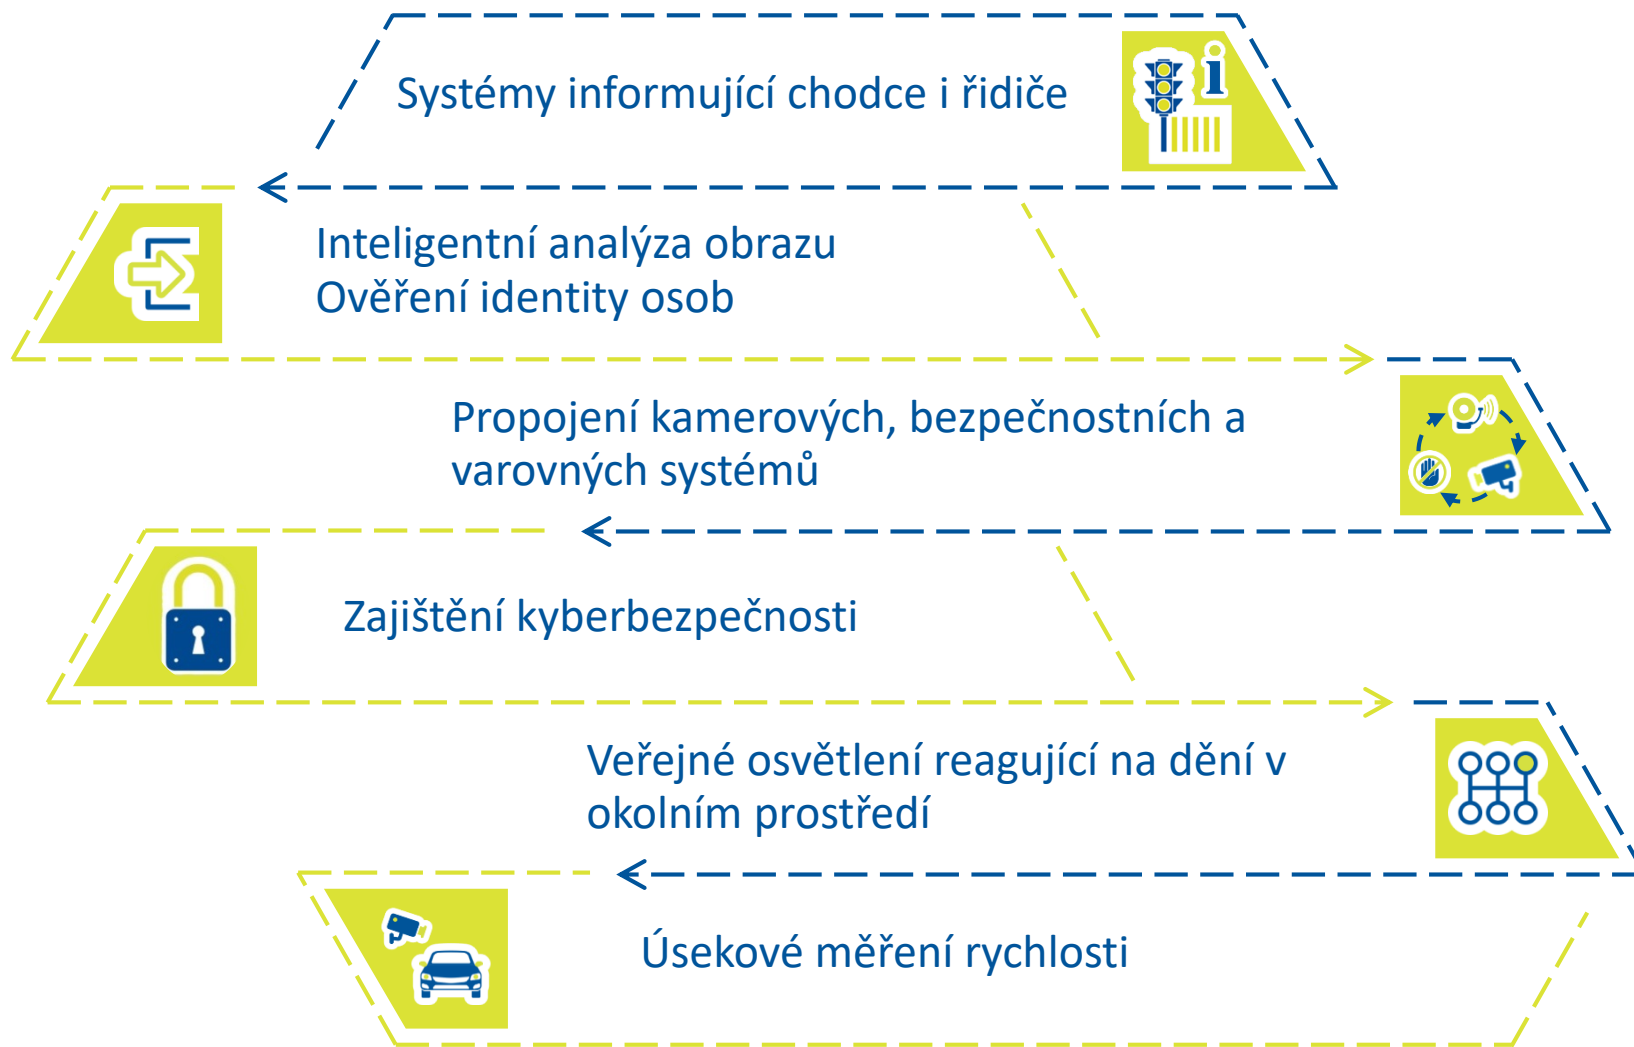 Systémy informující chodce i řidiče
Inteligentní analýza obrazu
Ověření identity osob
Propojení kamerových, bezpečnostních a
varovných systémů
Zajištění kyberbezpečnosti
Veřejné osvětlení reagující na dění v
okolním prostředí
Úsekové měření rychlosti